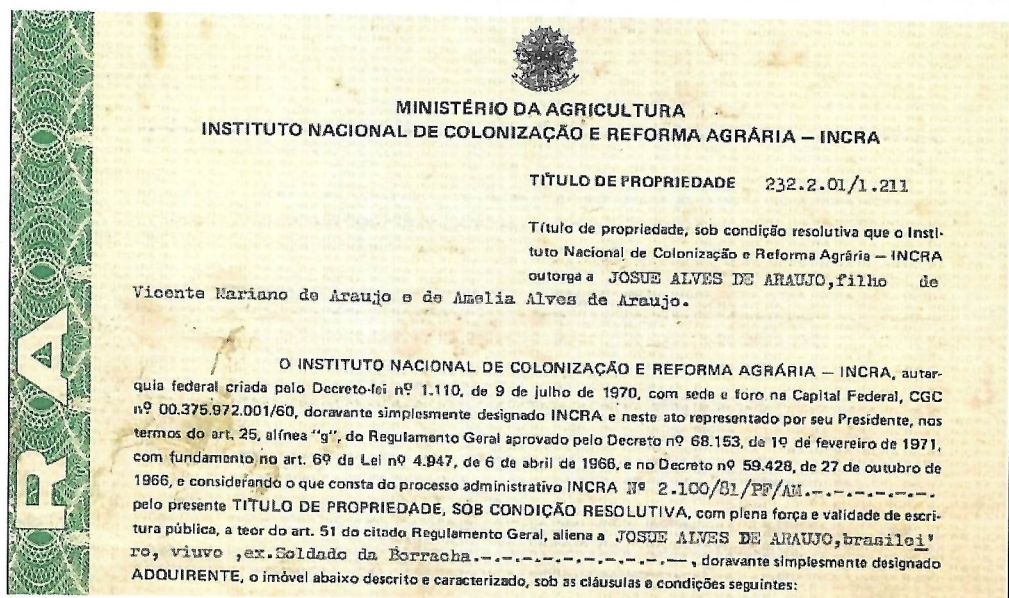 RA
MINISTÉRIO DA AGRICULTURA
INSTITUTO NACIONAL DE COLONIZAÇÃO E REFORMA AGRÁRIA — INCRA
TÍTULO DE PROPRIEDADE 232.2.01/1.211
Título de propriedade, sob condição resolutiva que o Insti-
tuto Nacional de Colonização e Reforma Agrária — INCRA
outorga a JOSUE ALVES DE ARAUJO,filho de
Vicente Mariano de Araujo e de Amelia Alves de Araujo.
O INSTITUTO NACIONAL DE COLONIZAÇÃO E REFORMA AGRÁRIA — INCRA, autar-
quia federal criada pelo Decreto-lei nº 1.110, de 9 de julho de 1970, com sede e foro na Capital Federal, CGC
nº 00.375.972.001/60, doravante simplesmente designado INCRA e neste ato representado por seu Presidente, nos
termos do art. 25, alínea "g", do Regulamento Geral aprovado pelo Decreto nº 68.153, de 1º de fevereiro de 1971,
com fundamento no art. 6º da Lei nº 4.947, de 6 de abril de 1966, e no Decreto nº 59.428, de 27 de outubro de
1966, e considerando o que consta do processo administrativo INCRA Nº 2.100/81/PF/AM.-.-.-.-.-.-.
pelo presente TITULO DE PROPRIEDADE, SOB CONDIÇÃO RESOLUTIVA, com plena força e validade de escri-
tura pública, a teor do art. 51 do citado Regulamento Geral, aliena a JOSUE ALVES DE ARAUJO,brasilei'
ro, viuvo ,ex.Soldado da Borracha.-.-.-.-.-.-.-.-.-.—, doravante simplesmente designado
ADQUIRENTE, o imóvel abaixo descrito e caracterizado, sob as cláusulas e condições seguintes: